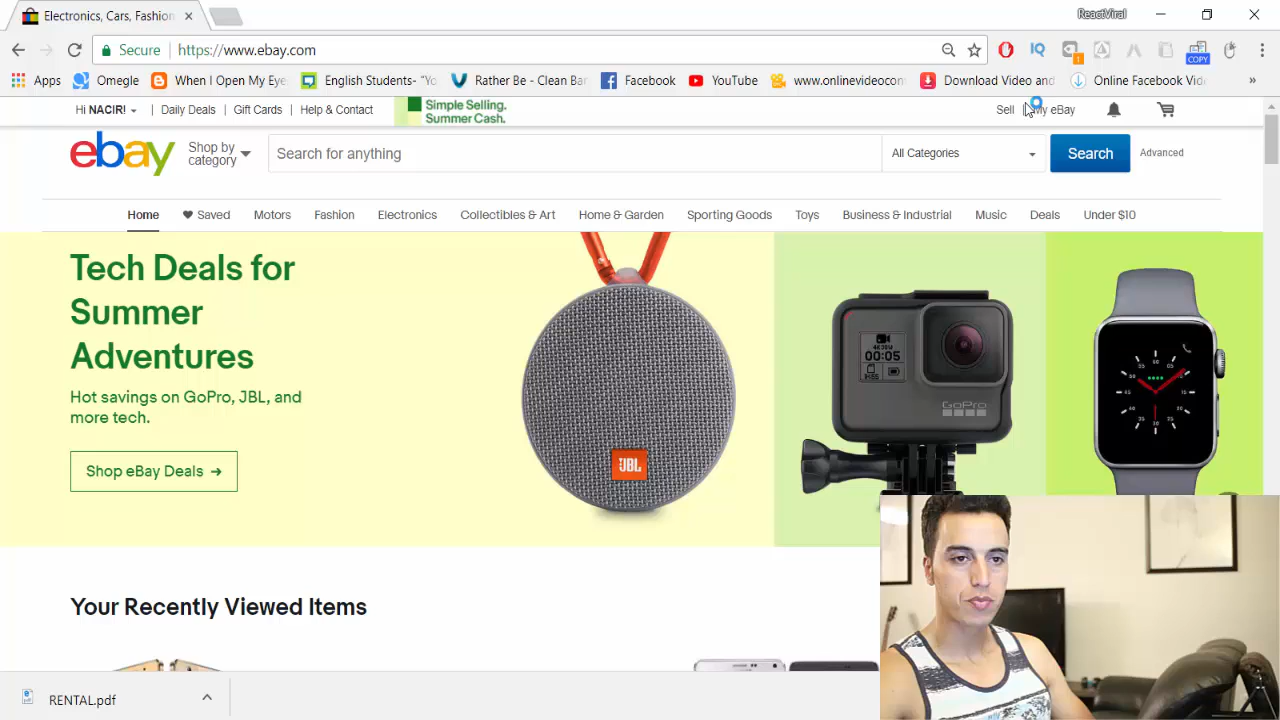 Electronics, Cars, Fashion
ReactViral
Secure
https://www.ebay.com
COPY
Apps
Omegle
When I Open My Eye
English Students- "Yo
Rather Be - Clean Bar
Facebook
YouTube
www.onlinevideocon
Download Video and
Online Facebook Vid
Hi NACIR!
Daily Deals
Gift Cards
Help & Contact
Simple Selling.
Summer Cash.
Sell
My eBay
ebay
Shop by
category
Search for anything
All Categories
Search
Advanced
Home
Saved
Motors
Fashion
Electronics
Collectibles & Art
Home & Garden
Sporting Goods
Toys
Business & Industrial
Music
Deals
Under $10
Tech Deals for
Summer
Adventures
Hot savings on GoPro, JBL, and
more tech.
Shop eBay Deals →
JBL
00:05
GoPro
Your Recently Viewed Items
RENTAL.pdf